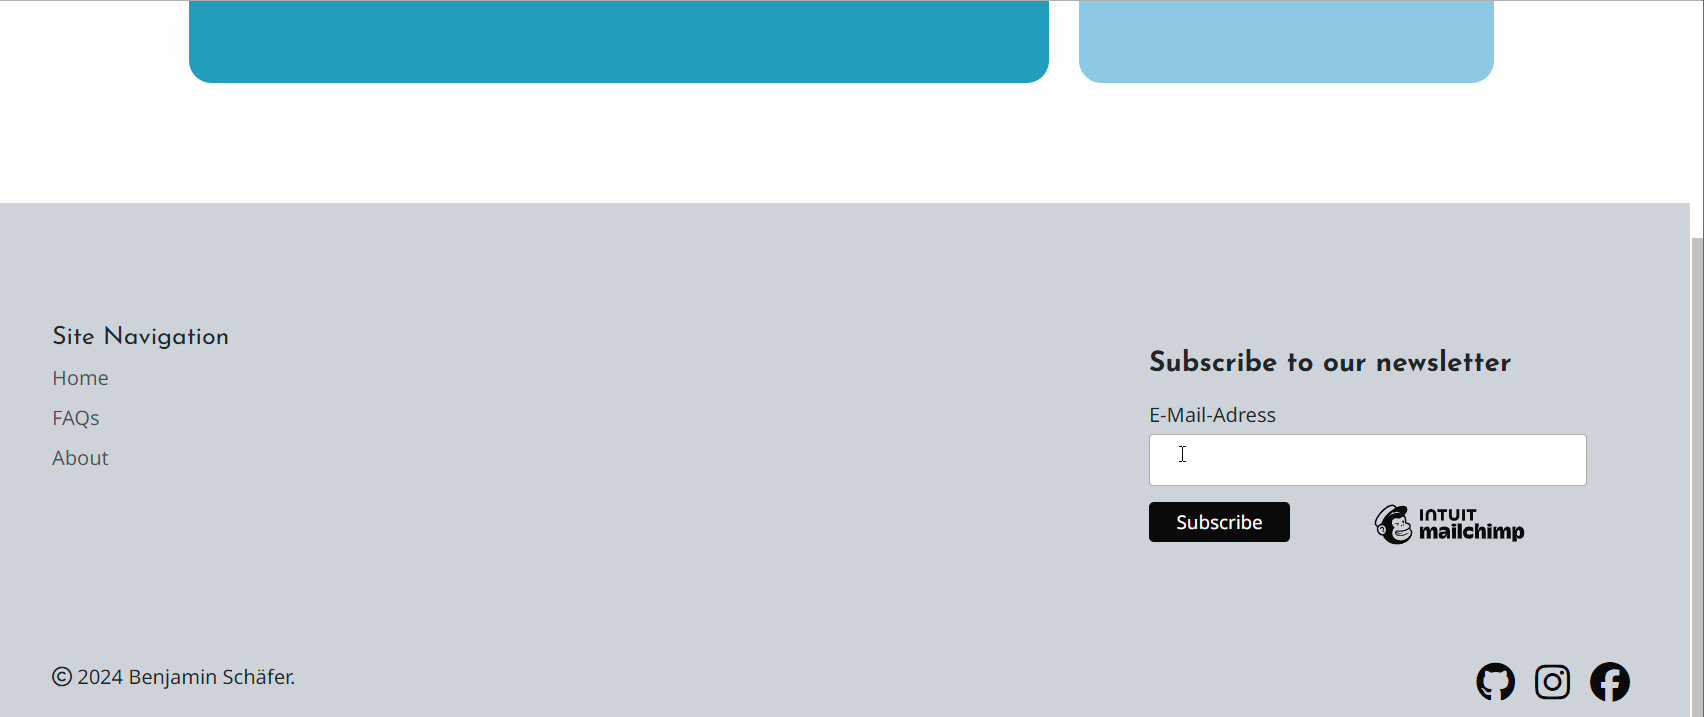 Site Navigation
Home
FAQs
About
Subscribe to our newsletter
E-Mail-Adress
Subscribe
INTUIT
mailchimp
© 2024 Benjamin Schäfer.